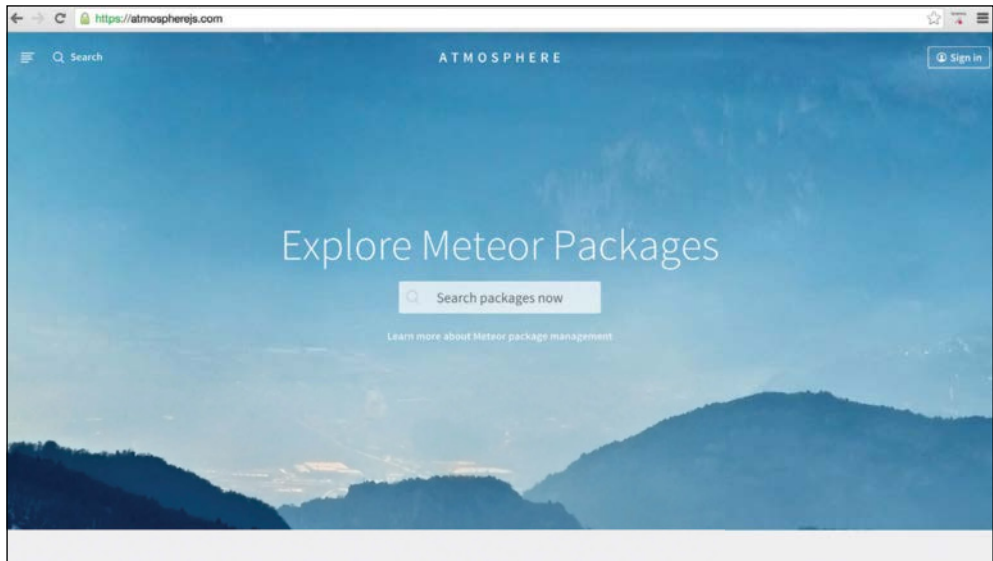 https://atmospherejs.com
Search
ATMOSPHERE
Sign in
Explore Meteor Packages
Search packages now
Learn more about Meteor package management